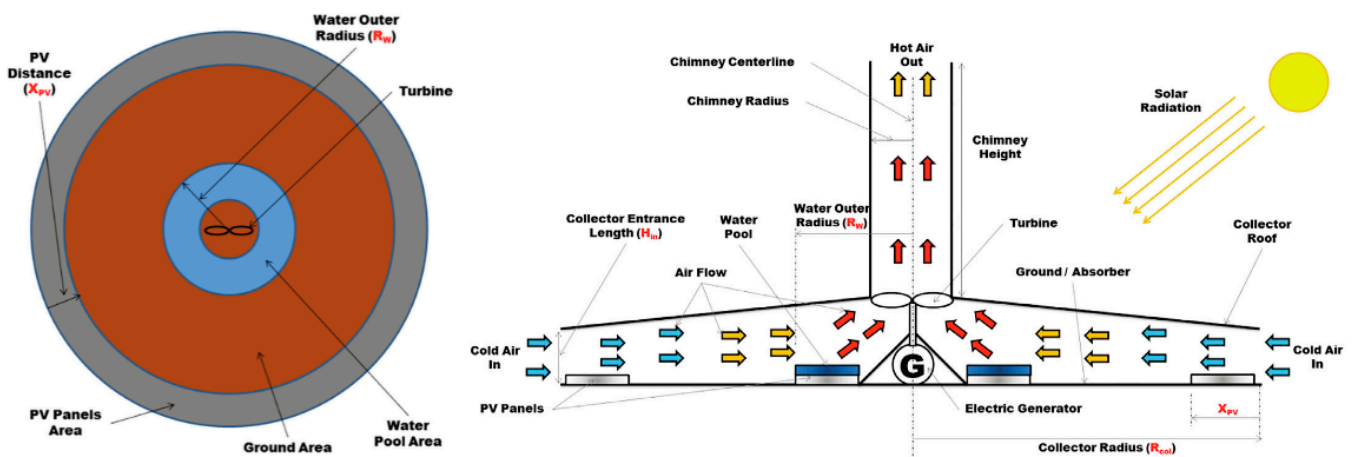 Water Outer
Radius (Rw)
PV
Distance
(XPV)
Turbine
PV Panels
Area
Ground Area
Water
Pool Area
Hot Air
Out
Chimney Centerline
Chimney Radius
Solar
Radiation
Chimney
Height
Collector Entrance
Length (Hin)
Water
Pool
Water Outer
Radius (Rw)
Turbine
Collector
Roof
Air Flow
Ground / Absorber
Cold Air
In
Cold Air
In
G
PV Panels
Electric Generator
XPV
Collector Radius (Rcol)